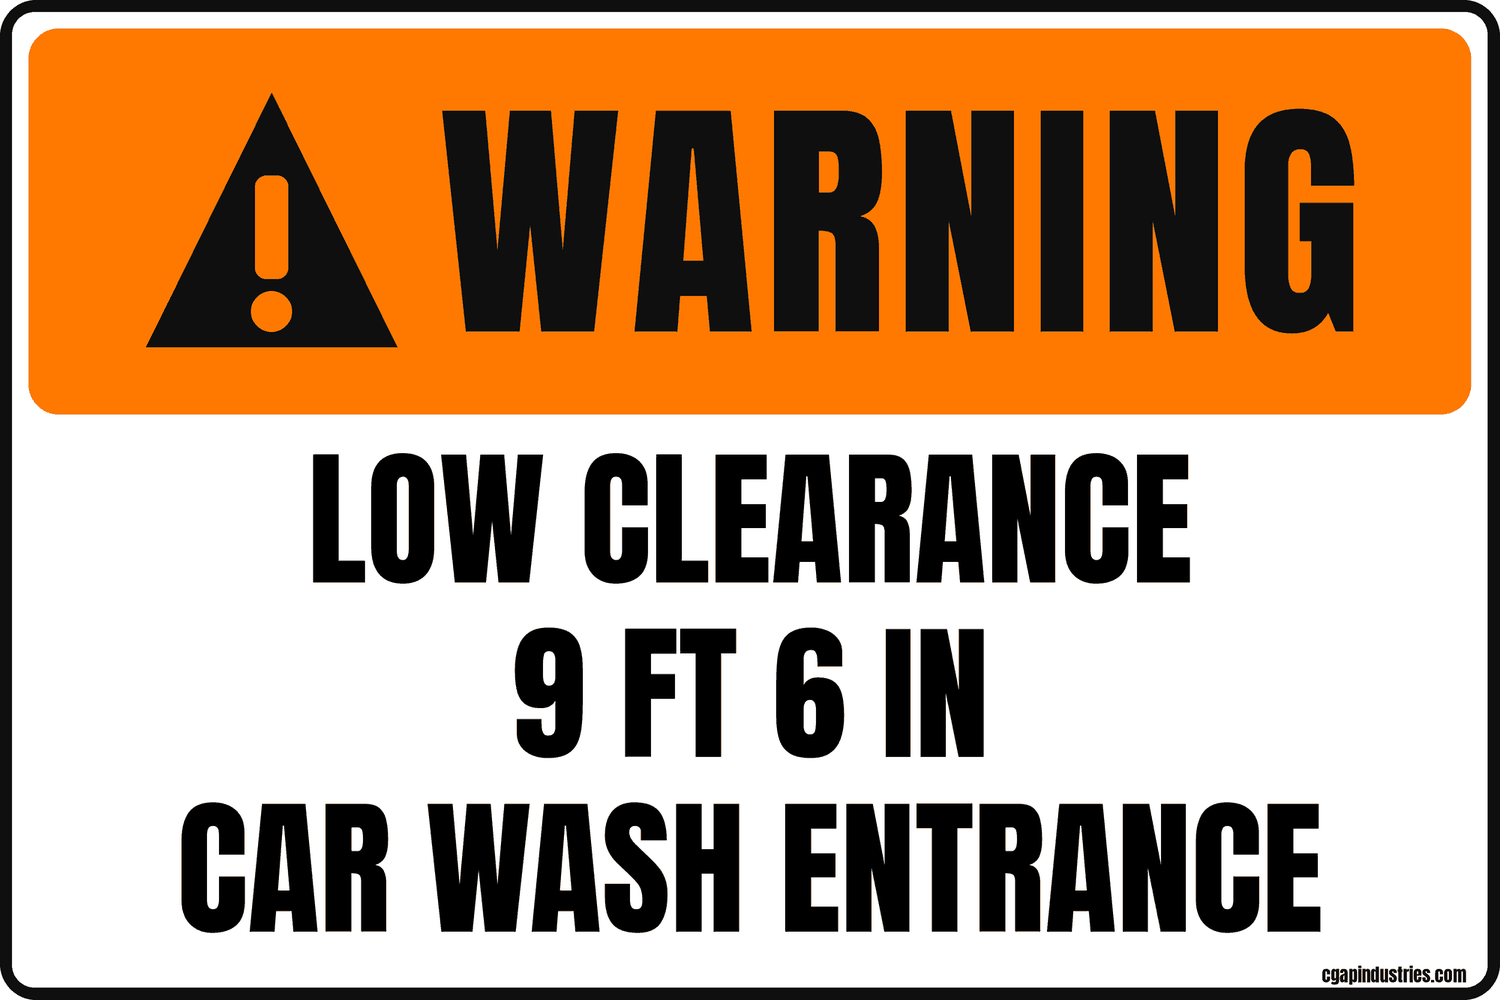 WARNING
LOW CLEARANCE
9 FT 6 IN
CAR WASH ENTRANCE
cgapindustries.com